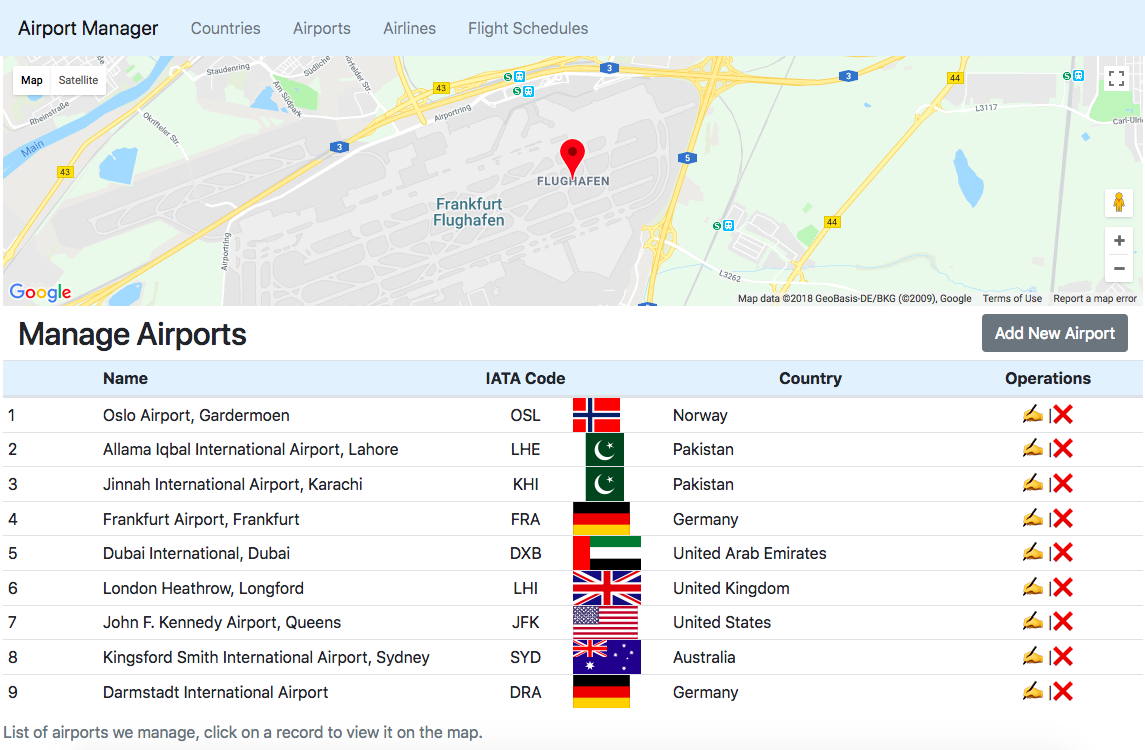 Airport Manager Countries Airports Airlines Flight Schedules
Map Satellite
Staudenring
Südliche
Am Südpark
Rheinstraße
Okrifteler Str.
Main
Airportring
Airportring
43
43
3
3
3
5
44
44
L3117
Carl-Ulri
L3262
FLUGHAFEN
Frankfurt
Flughafen
Google
Map data ©2018 GeoBasis-DE/BKG (©2009), Google Terms of Use Report a map error
Manage Airports Add New Airport
Name IATA Code Country Operations
1 Oslo Airport, Gardermoen OSL Norway |
2 Allama Iqbal International Airport, Lahore LHE Pakistan |
3 Jinnah International Airport, Karachi KHI Pakistan |
4 Frankfurt Airport, Frankfurt FRA Germany |
5 Dubai International, Dubai DXB United Arab Emirates |
6 London Heathrow, Longford LHI United Kingdom |
7 John F. Kennedy Airport, Queens JFK United States |
8 Kingsford Smith International Airport, Sydney SYD Australia |
9 Darmstadt International Airport DRA Germany |
List of airports we manage, click on a record to view it on the map.